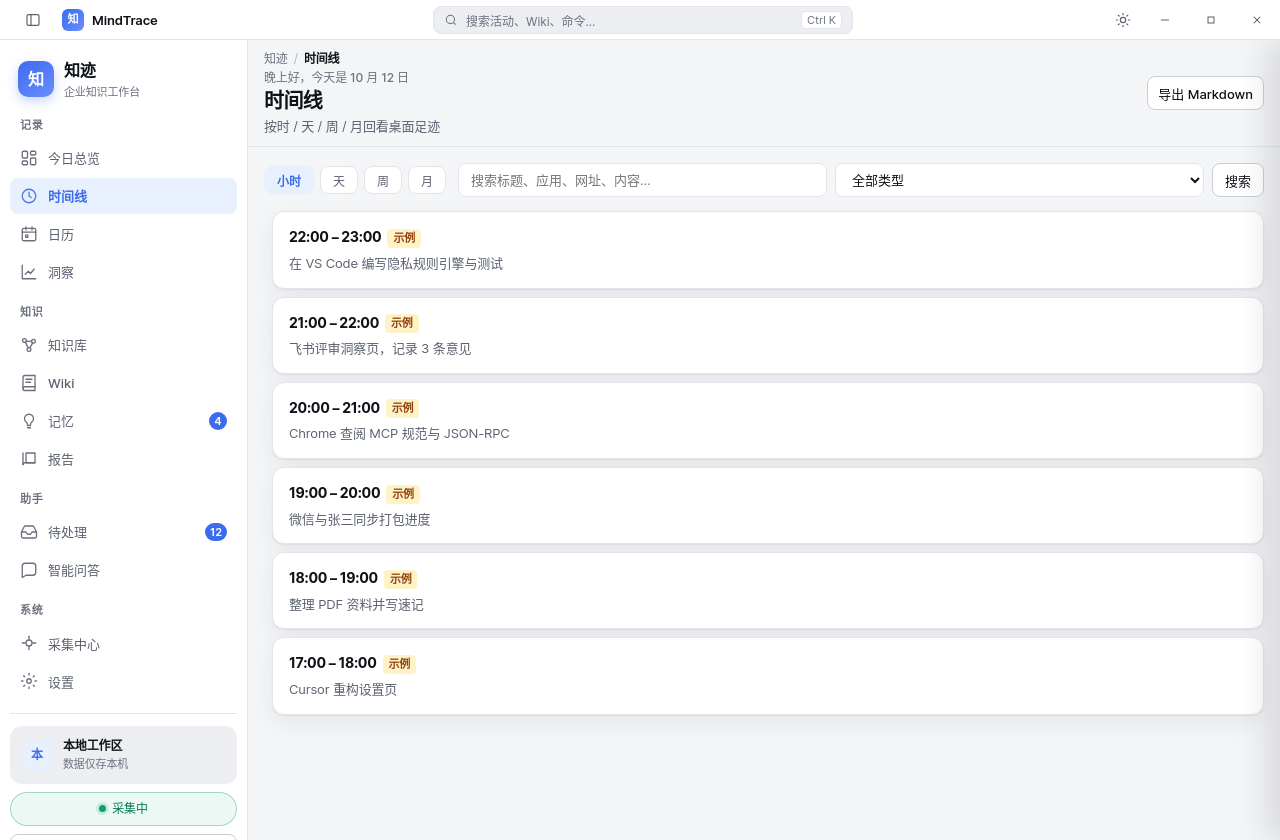 知 MindTrace
搜索活动、Wiki、命令... Ctrl K
知 知迹
企业知识工作台
记录
今日总览
时间线
日历
洞察
知识
知识库
Wiki
记忆 4
报告
助手
待处理 12
智能问答
系统
采集中心
设置
本 本地工作区
数据仅存本机
采集中
知迹 / 时间线
晚上好，今天是 10 月 12 日
时间线
按时 / 天 / 周 / 月回看桌面足迹
导出 Markdown
小时 天 周 月 搜索标题、应用、网址、内容... 全部类型 搜索
22:00 – 23:00 示例
在 VS Code 编写隐私规则引擎与测试
21:00 – 22:00 示例
飞书评审洞察页，记录 3 条意见
20:00 – 21:00 示例
Chrome 查阅 MCP 规范与 JSON-RPC
19:00 – 20:00 示例
微信与张三同步打包进度
18:00 – 19:00 示例
整理 PDF 资料并写速记
17:00 – 18:00 示例
Cursor 重构设置页